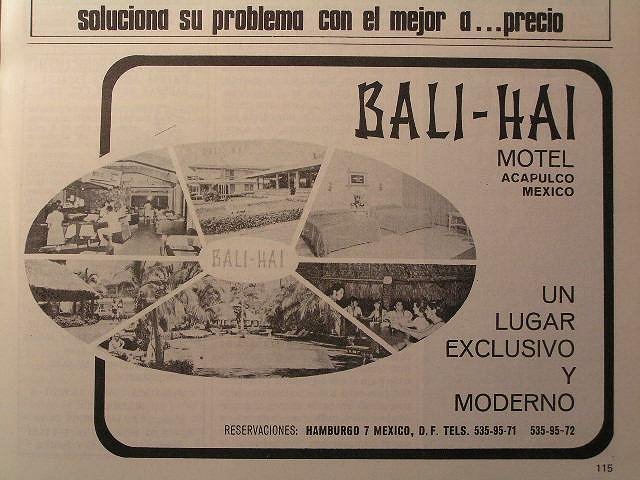 soluciona su problema con el mejor a...precio
BALI-HAI
MOTEL
ACAPULCO
MEXICO
BALI-HAI
UN
LUGAR
EXCLUSIVO
Y
MODERNO
RESERVACIONES: HAMBURGO 7 MEXICO, D.F. TELS. 535-95-71 535-95-72
115